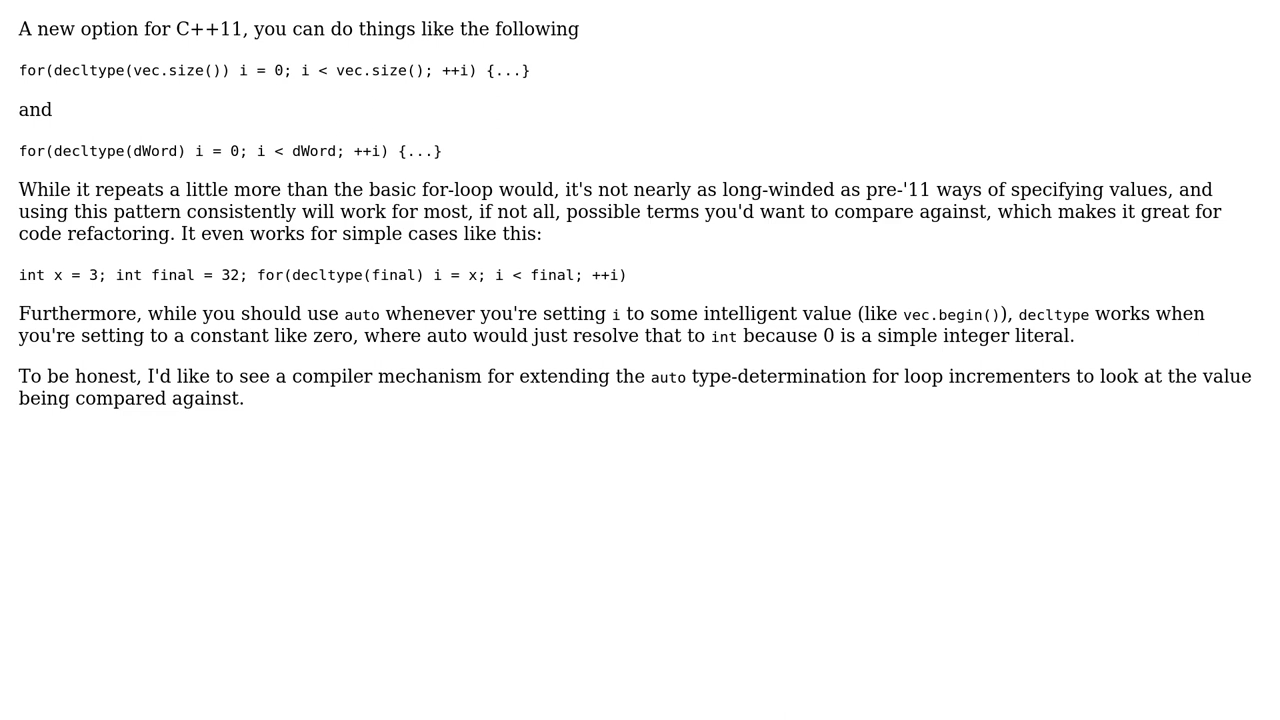 A new option for C++11, you can do things like the following
for(decltype(vec.size()) i = 0; i < vec.size(); ++i) {...}
and
for(decltype(dWord) i = 0; i < dWord; ++i) {...}
While it repeats a little more than the basic for-loop would, it's not nearly as long-winded as pre-'11 ways of specifying values, and
using this pattern consistently will work for most, if not all, possible terms you'd want to compare against, which makes it great for
code refactoring. It even works for simple cases like this:
int x = 3; int final = 32; for(decltype(final) i = x; i < final; ++i)
Furthermore, while you should use auto whenever you're setting i to some intelligent value (like vec.begin()), decltype works when
you're setting to a constant like zero, where auto would just resolve that to int because 0 is a simple integer literal.
To be honest, I'd like to see a compiler mechanism for extending the auto type-determination for loop incrementers to look at the value
being compared against.